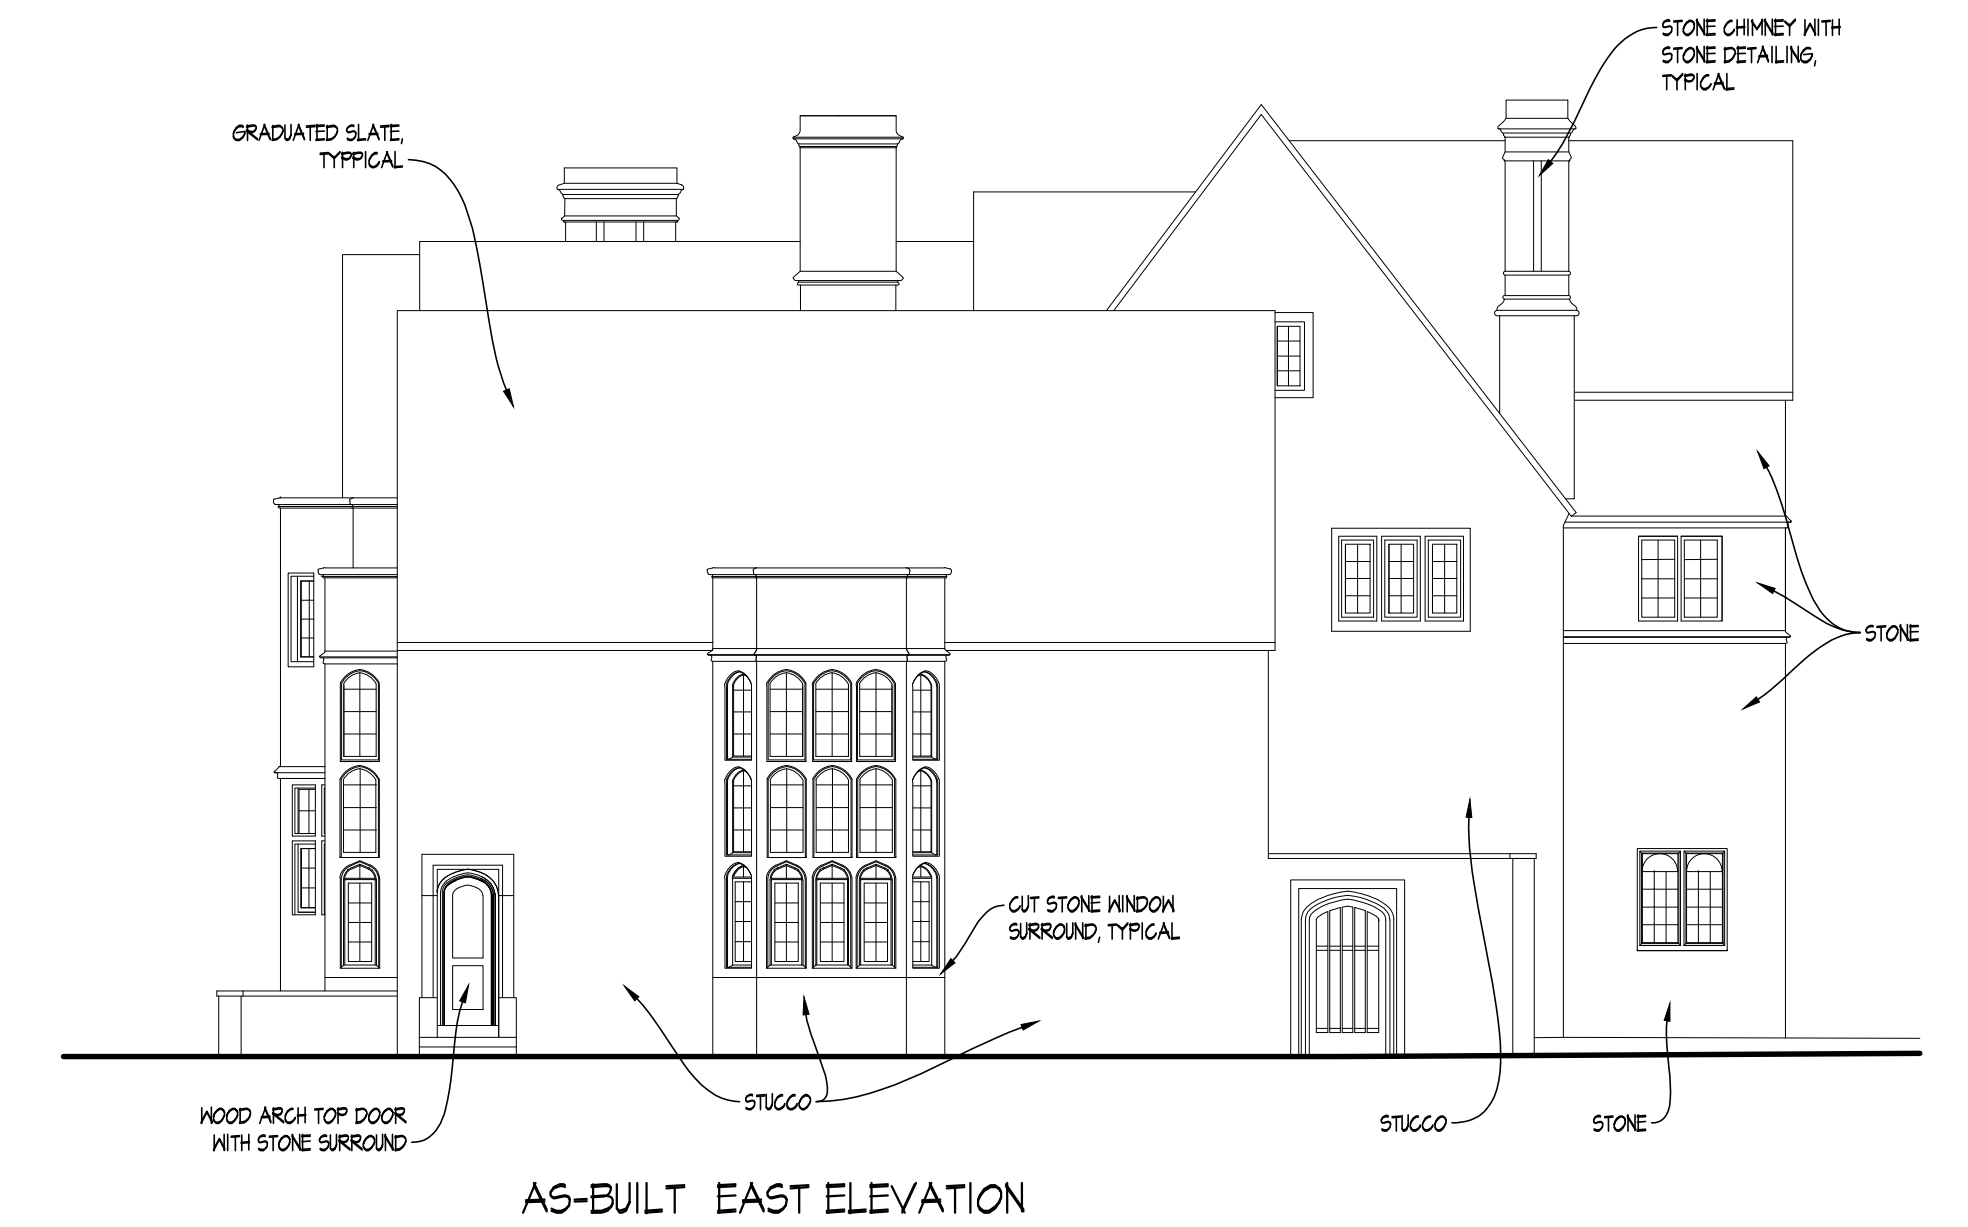 STONE CHIMNEY WITH
STONE DETAILING,
TYPICAL
GRADUATED SLATE,
TYPPICAL
STONE
CUT STONE WINDOW
SURROUND, TYPICAL
STUCCO
WOOD ARCH TOP DOOR
WITH STONE SURROUND
STUCCO
STONE
AS-BUILT EAST ELEVATION